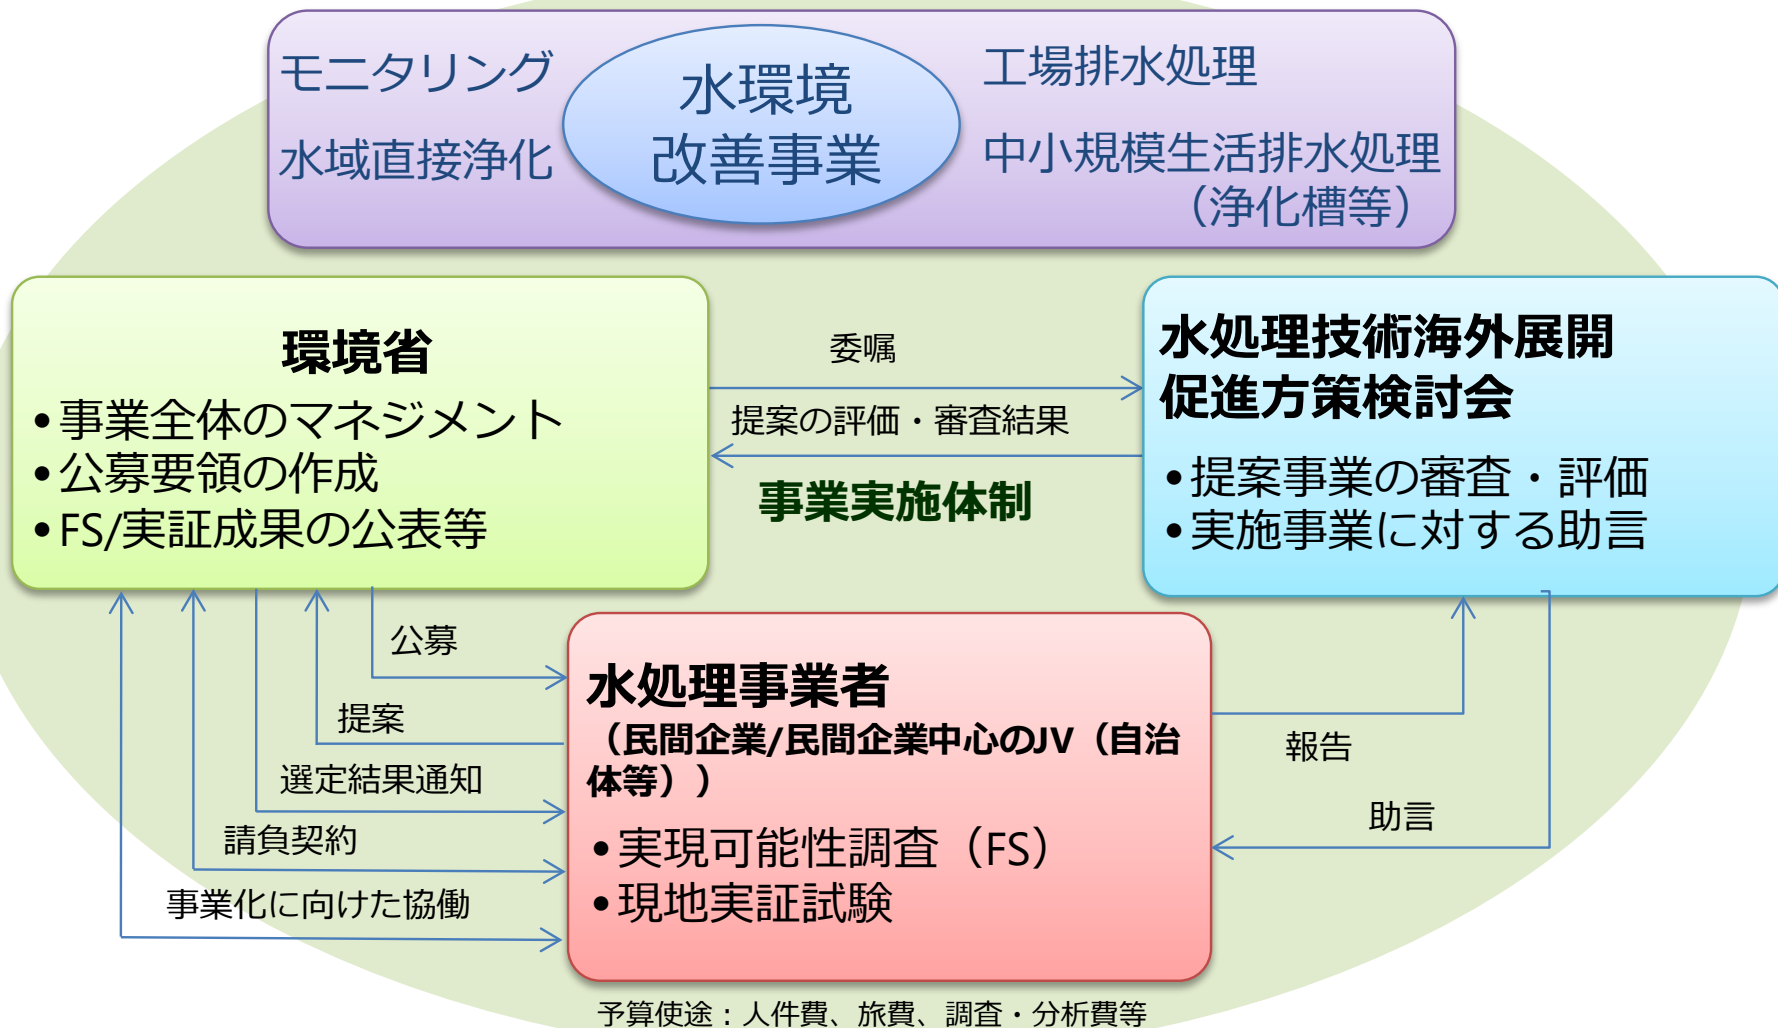 モニタリング
水域直接浄化
水環境
改善事業
工場排水処理
中小規模生活排水処理
（浄化槽等）
環境省
•事業全体のマネジメント
•公募要領の作成
•FS/実証成果の公表等
委嘱
提案の評価・審査結果
事業実施体制
水処理技術海外展開
促進方策検討会
•提案事業の審査・評価
•実施事業に対する助言
公募
提案
選定結果通知
請負契約
事業化に向けた協働
水処理事業者
（民間企業/民間企業中心のJV（自治
体等））
•実現可能性調査（FS）
•現地実証試験
報告
助言
予算使途：人件費、旅費、調査・分析費等